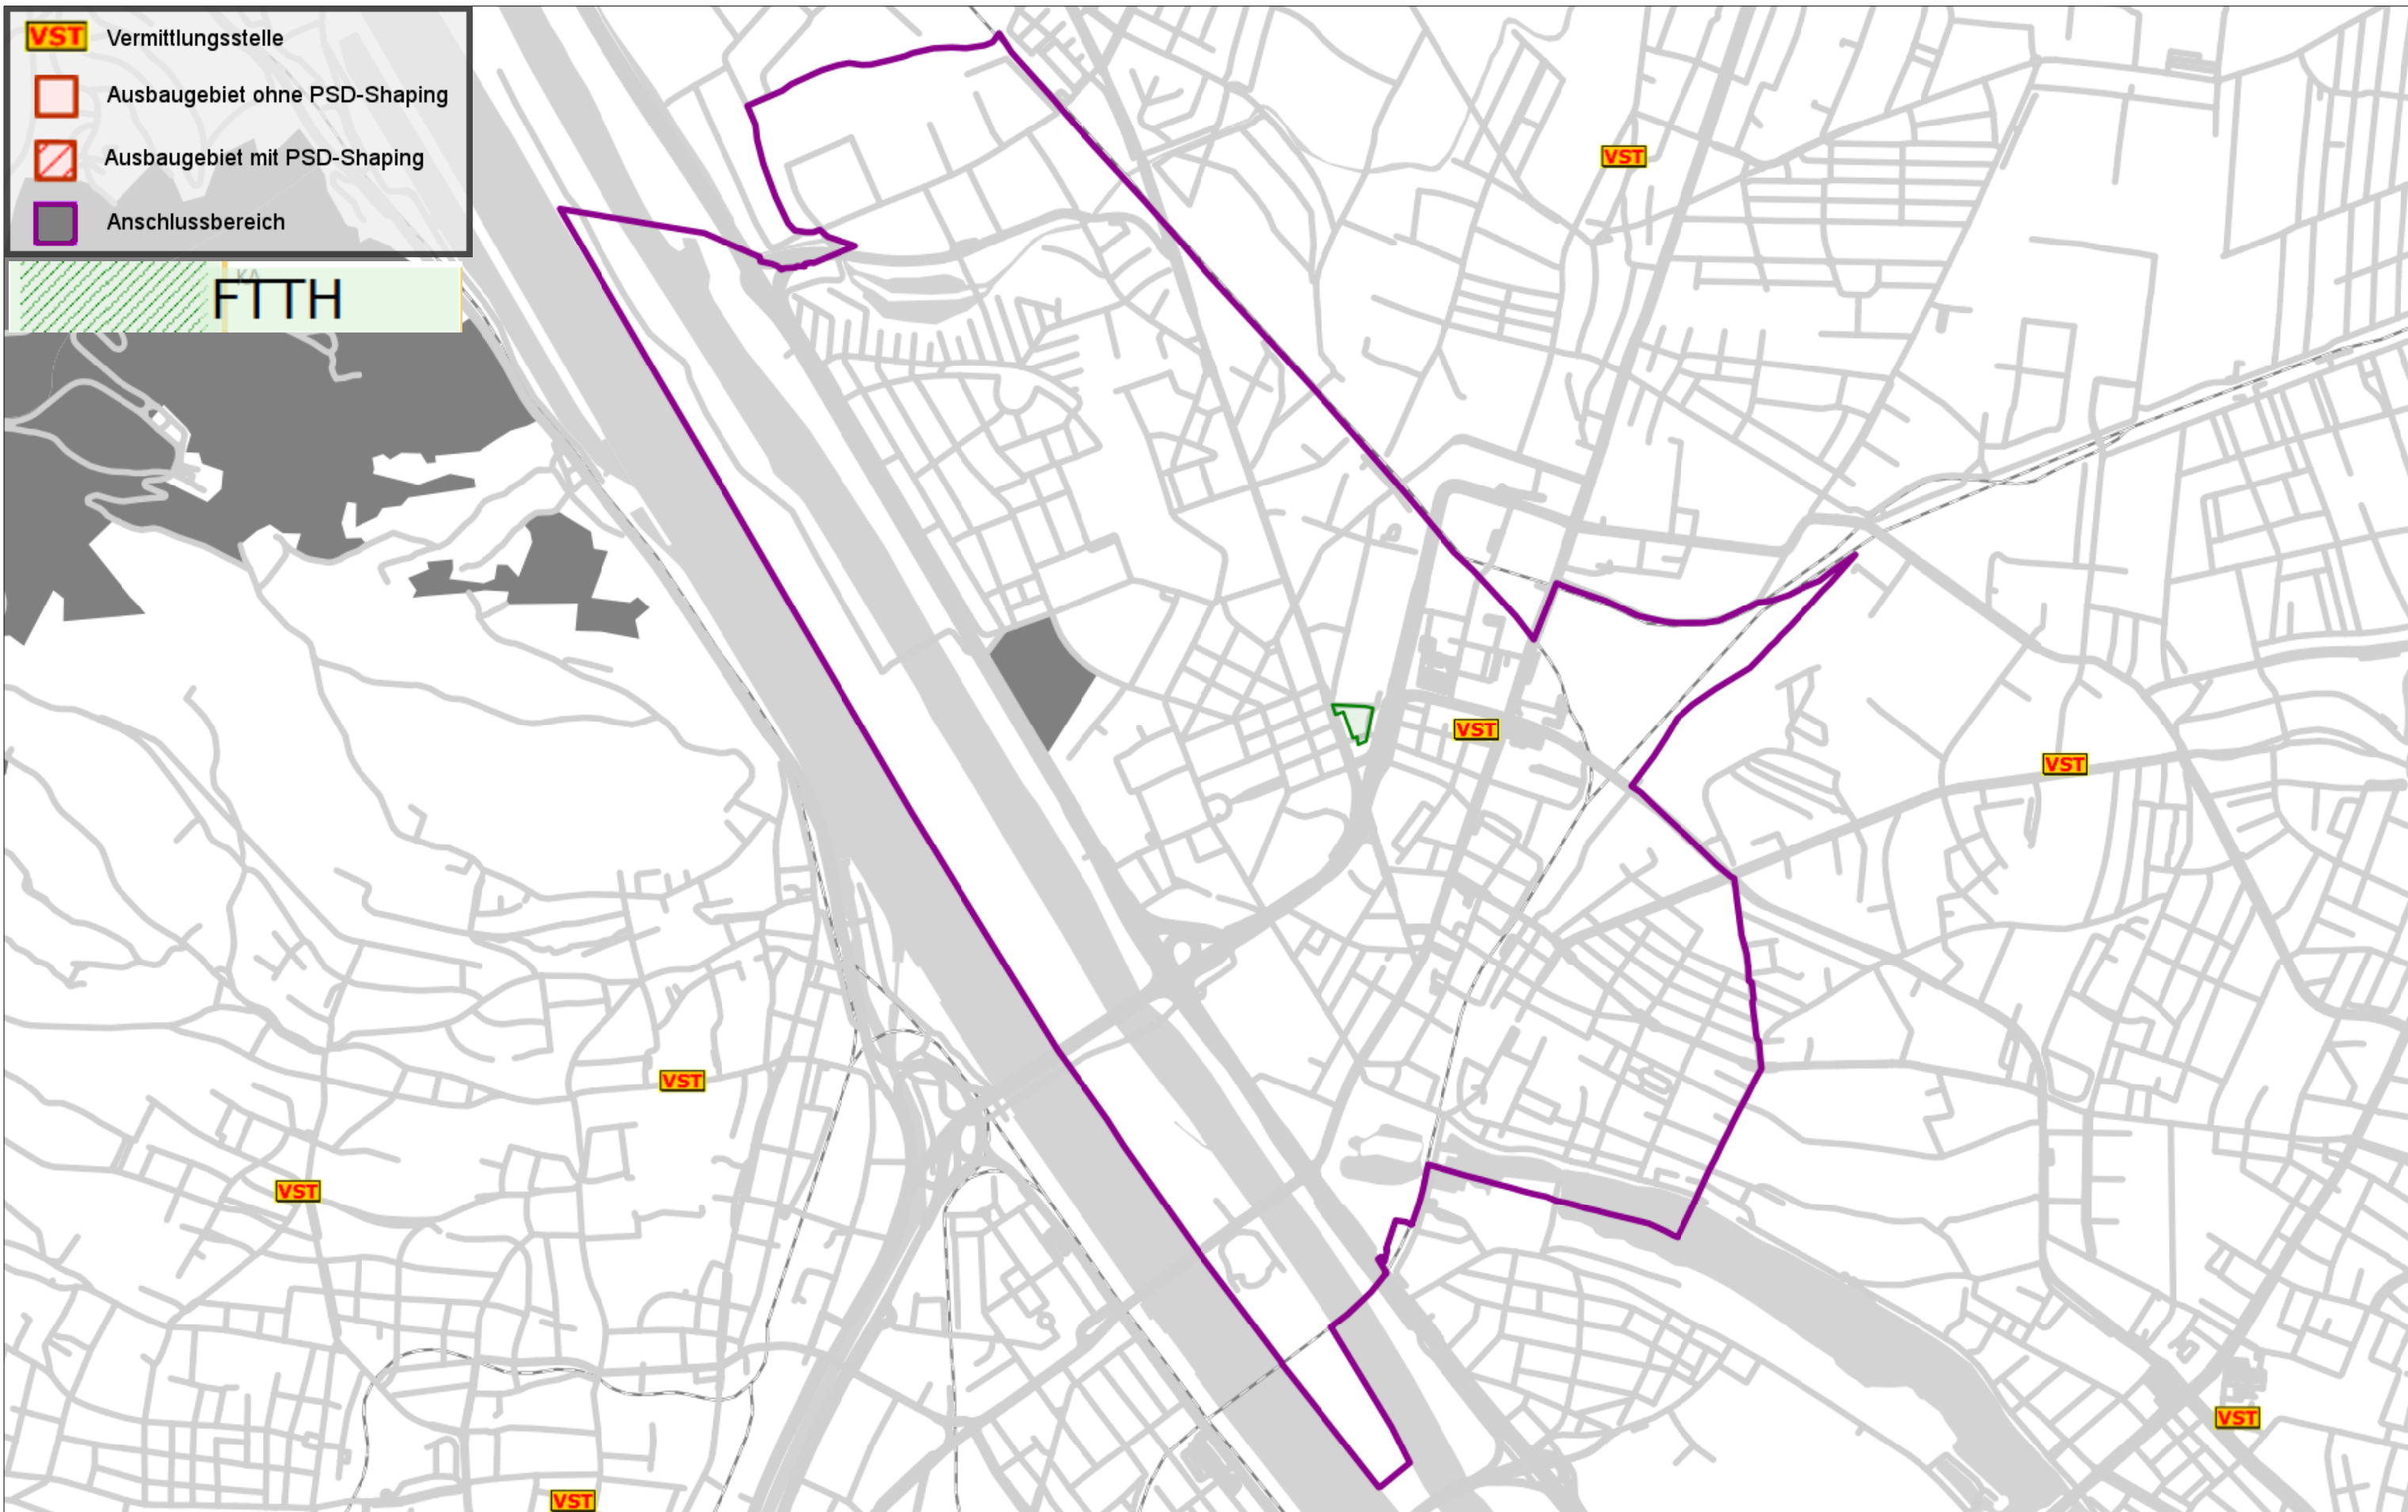 VST Vermittlungsstelle
Ausbaugebiet ohne PSD-Shaping
Ausbaugebiet mit PSD-Shaping
Anschlussbereich
KA
FTTH
VST
VST
VST
VST
VST
VST
VST